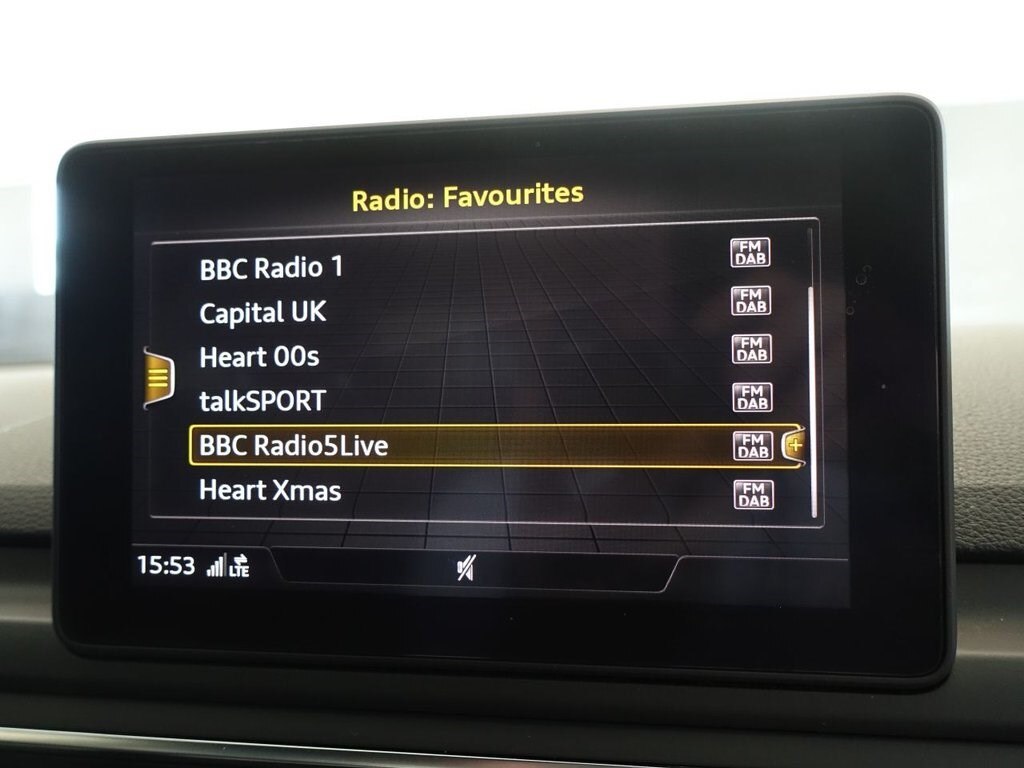 Radio: Favourites
BBC Radio 1 FM DAB
Capital UK FM DAB
Heart 00s FM DAB
talkSPORT FM DAB
BBC Radio5Live FM DAB +
Heart Xmas FM DAB
15:53 LTE